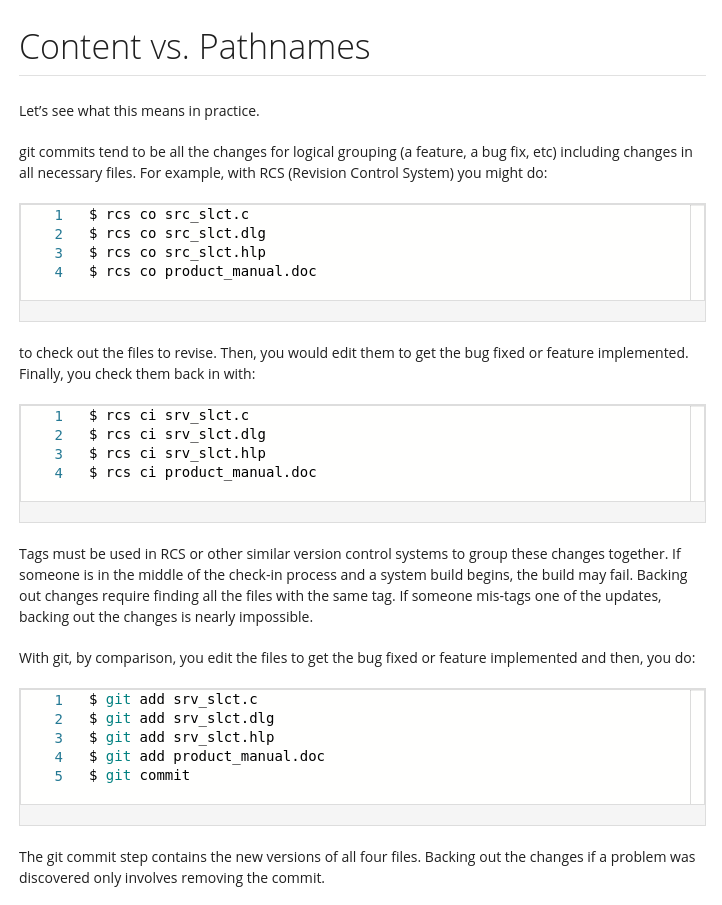 Content vs. Pathnames
Let’s see what this means in practice.
git commits tend to be all the changes for logical grouping (a feature, a bug fix, etc) including changes in
all necessary files. For example, with RCS (Revision Control System) you might do:
1 $ rcs co src_slct.c
2 $ rcs co src_slct.dlg
3 $ rcs co src_slct.hlp
4 $ rcs co product_manual.doc
to check out the files to revise. Then, you would edit them to get the bug fixed or feature implemented.
Finally, you check them back in with:
1 $ rcs ci srv_slct.c
2 $ rcs ci srv_slct.dlg
3 $ rcs ci srv_slct.hlp
4 $ rcs ci product_manual.doc
Tags must be used in RCS or other similar version control systems to group these changes together. If
someone is in the middle of the check-in process and a system build begins, the build may fail. Backing
out changes require finding all the files with the same tag. If someone mis-tags one of the updates,
backing out the changes is nearly impossible.
With git, by comparison, you edit the files to get the bug fixed or feature implemented and then, you do:
1 $ git add srv_slct.c
2 $ git add srv_slct.dlg
3 $ git add srv_slct.hlp
4 $ git add product_manual.doc
5 $ git commit
The git commit step contains the new versions of all four files. Backing out the changes if a problem was
discovered only involves removing the commit.